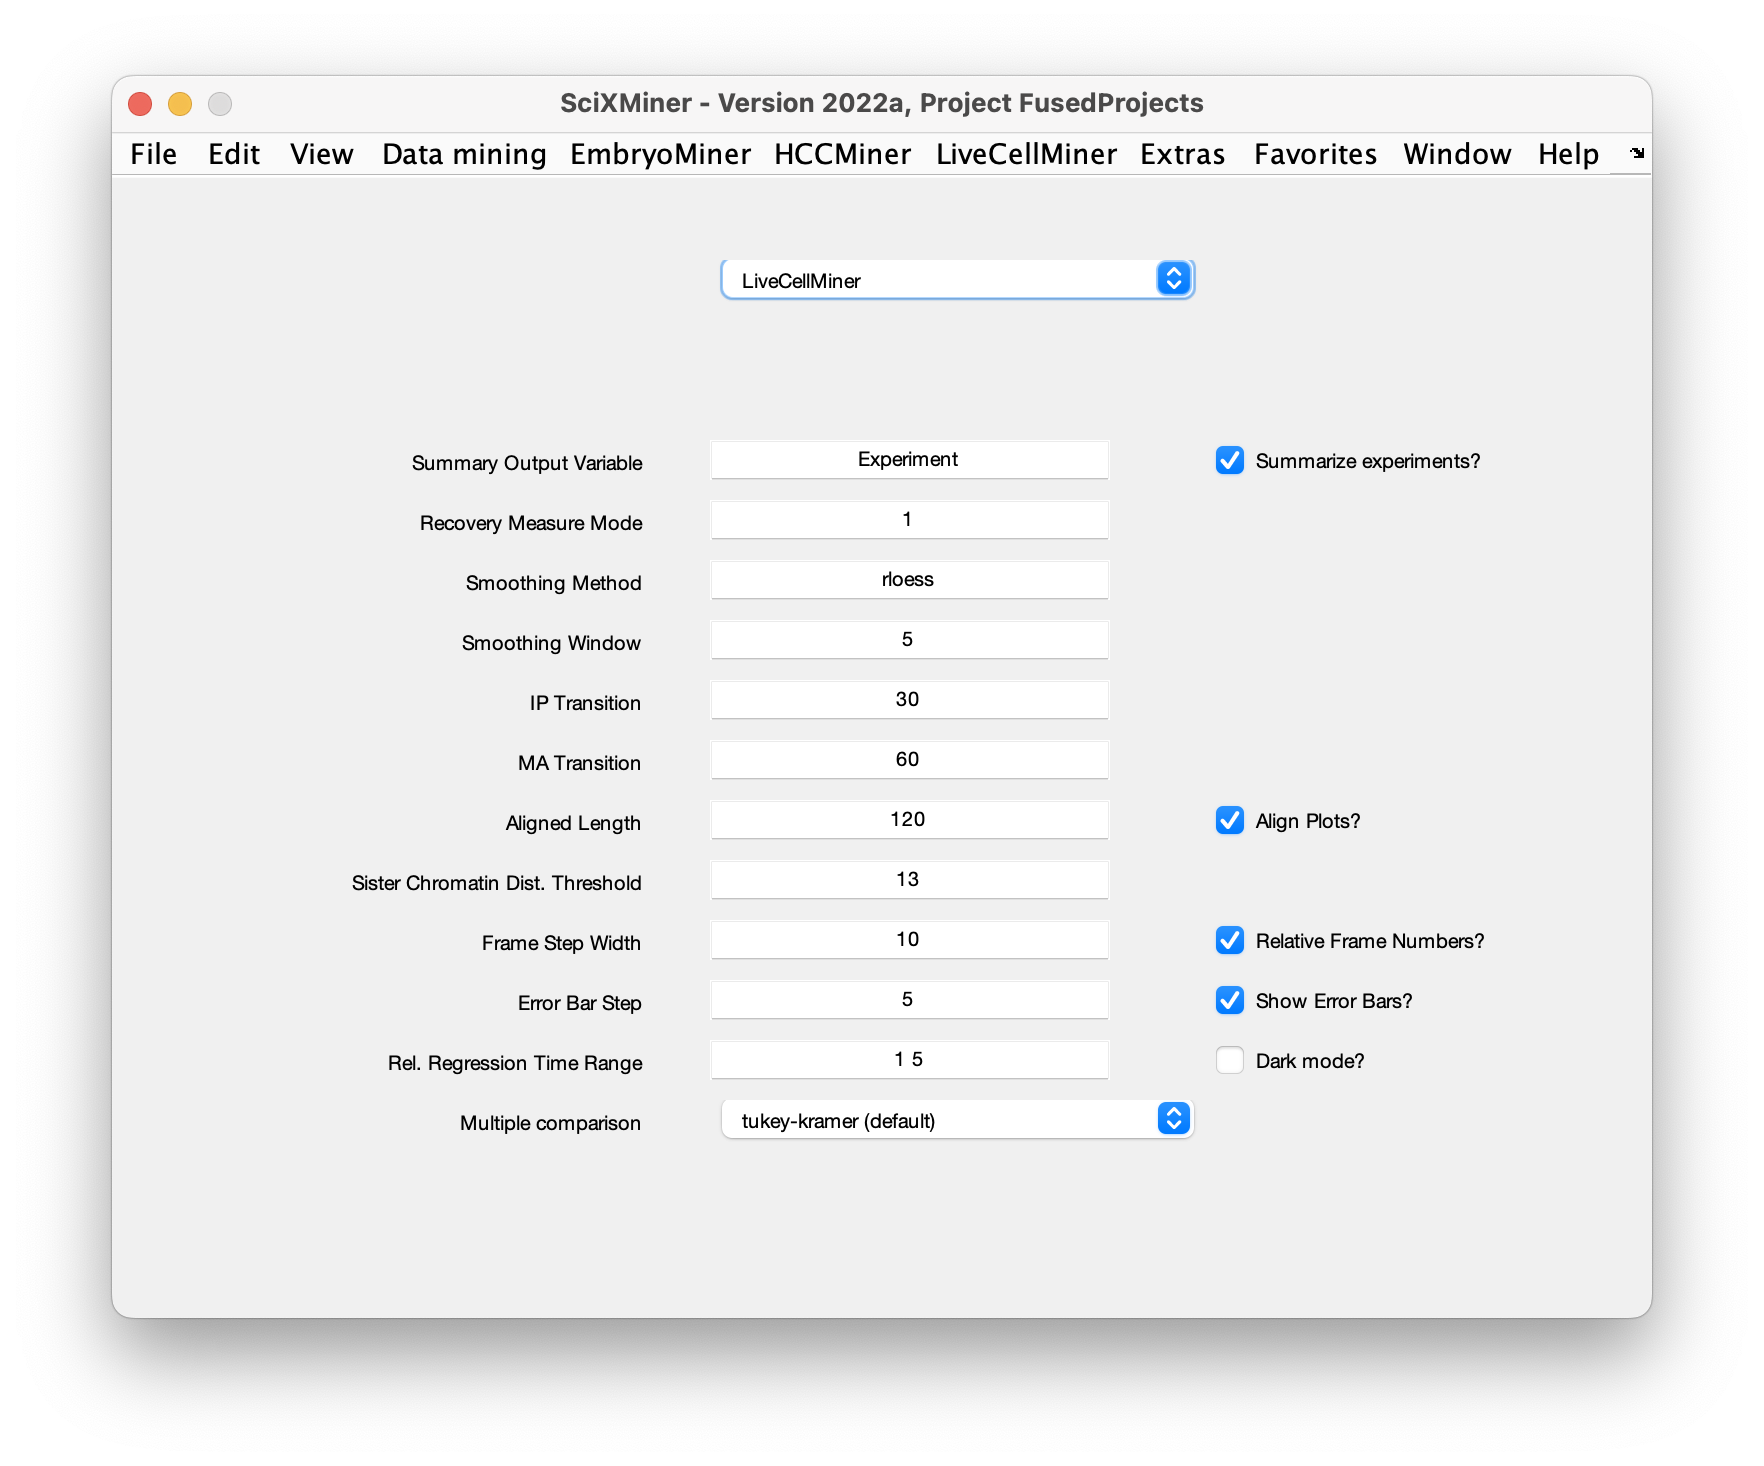 SciXMiner - Version 2022a, Project FusedProjects
File Edit View Data mining EmbryoMiner HCCMiner LiveCellMiner Extras Favorites Window Help
LiveCellMiner
Summary Output Variable Experiment Summarize experiments?
Recovery Measure Mode 1
Smoothing Method rloess
Smoothing Window 5
IP Transition 30
MA Transition 60
Aligned Length 120 Align Plots?
Sister Chromatin Dist. Threshold 13
Frame Step Width 10 Relative Frame Numbers?
Error Bar Step 5 Show Error Bars?
Rel. Regression Time Range 1 5 Dark mode?
Multiple comparison tukey-kramer (default)